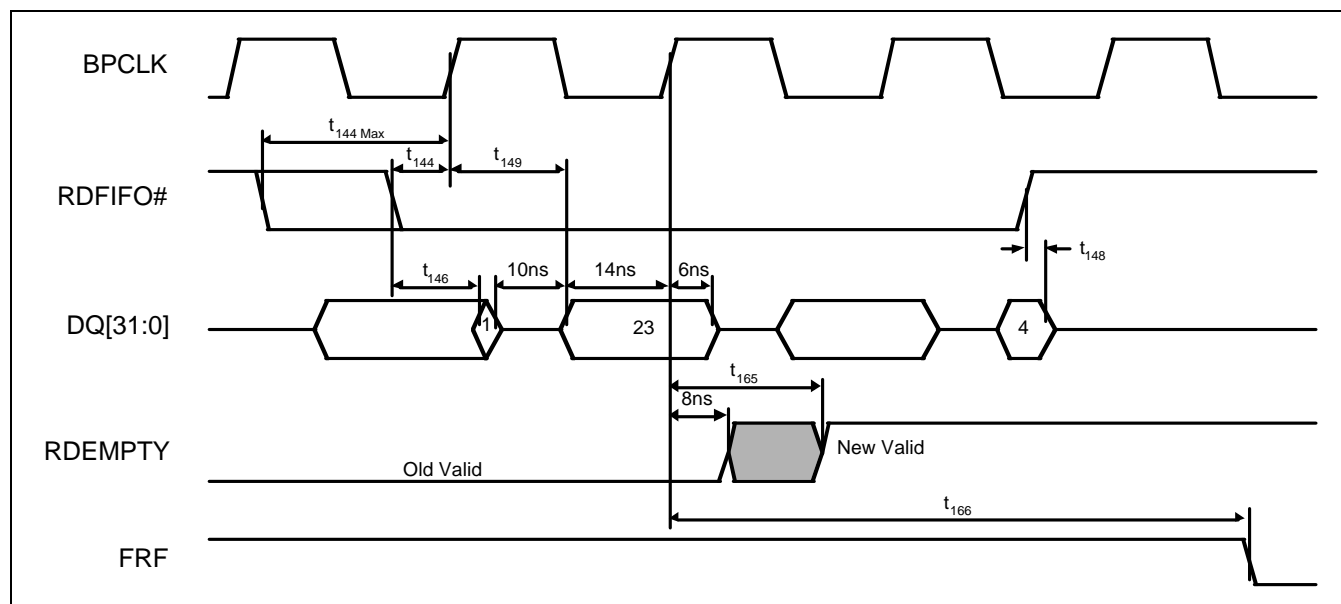 BPCLK
t144 Max
t144
t149
RDFIFO#
t148
t146
10ns
14ns
6ns
DQ[31:0]
1
23
4
t165
8ns
RDEMPTY
Old Valid
New Valid
t166
FRF